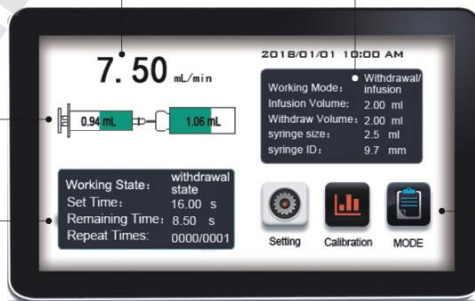 7.50 mL/min
0.94 mL
1.06 mL
2018/01/01 10:00 AM
Working Mode: Withdrawal/
infusion
Infusion Volume: 2.00 ml
Withdraw Volume: 2.00 ml
syringe size: 2.5 ml
syringe ID: 9.7 mm
Working State: withdrawal
state
Set Time: 16.00 s
Remaining Time: 8.50 s
Repeat Times: 0000/0001
Setting
Calibration
MODE